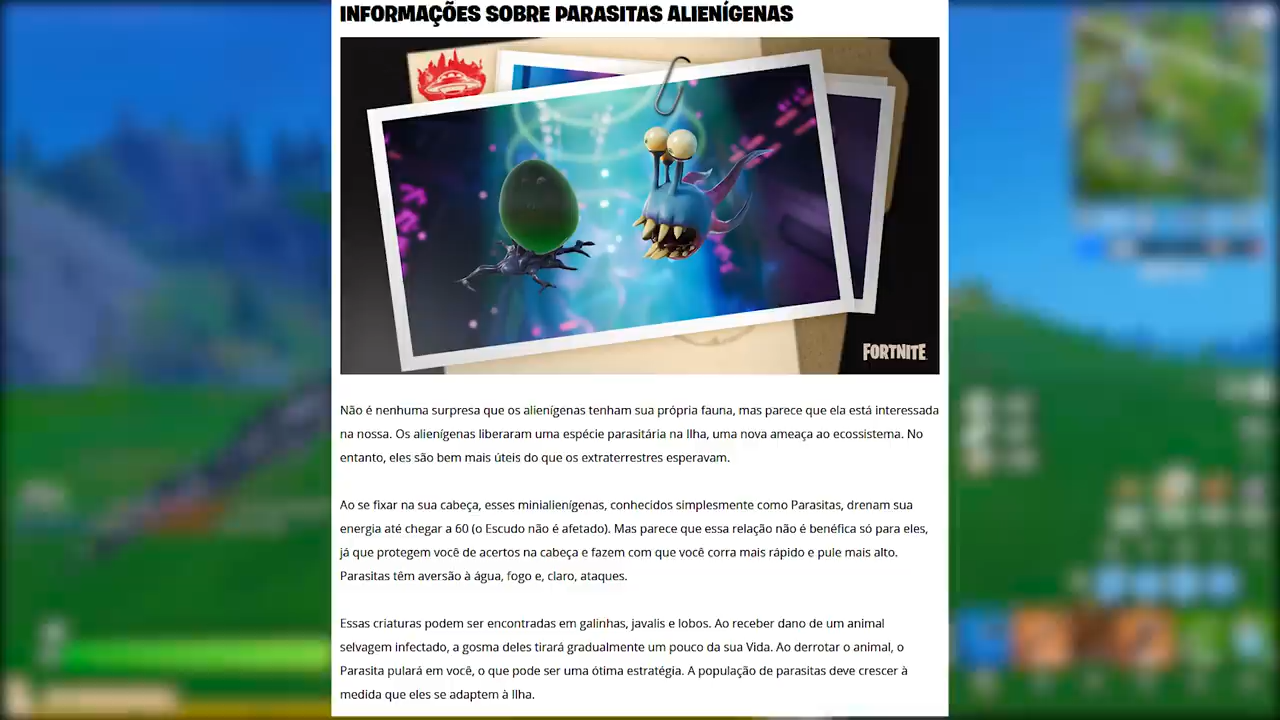 INFORMAÇÕES SOBRE PARASITAS ALIENÍGENAS
FORTNITE
Não é nenhuma surpresa que os alienígenas tenham sua própria fauna, mas parece que ela está interessada
na nossa. Os alienígenas liberaram uma espécie parasitária na Ilha, uma nova ameaça ao ecossistema. No
entanto, eles são bem mais úteis do que os extraterrestres esperavam.
Ao se fixar na sua cabeça, esses minialienígenas, conhecidos simplesmente como Parasitas, drenam sua
energia até chegar a 60 (o Escudo não é afetado). Mas parece que essa relação não é benéfica só para eles,
já que protegem você de acertos na cabeça e fazem com que você corra mais rápido e pule mais alto.
Parasitas têm aversão à água, fogo e, claro, ataques.
Essas criaturas podem ser encontradas em galinhas, javalis e lobos. Ao receber dano de um animal
selvagem infectado, a gosma deles tirará gradualmente um pouco da sua Vida. Ao derrotar o animal, o
Parasita pulará em você, o que pode ser uma ótima estratégia. A população de parasitas deve crescer à
medida que eles se adaptem à Ilha.